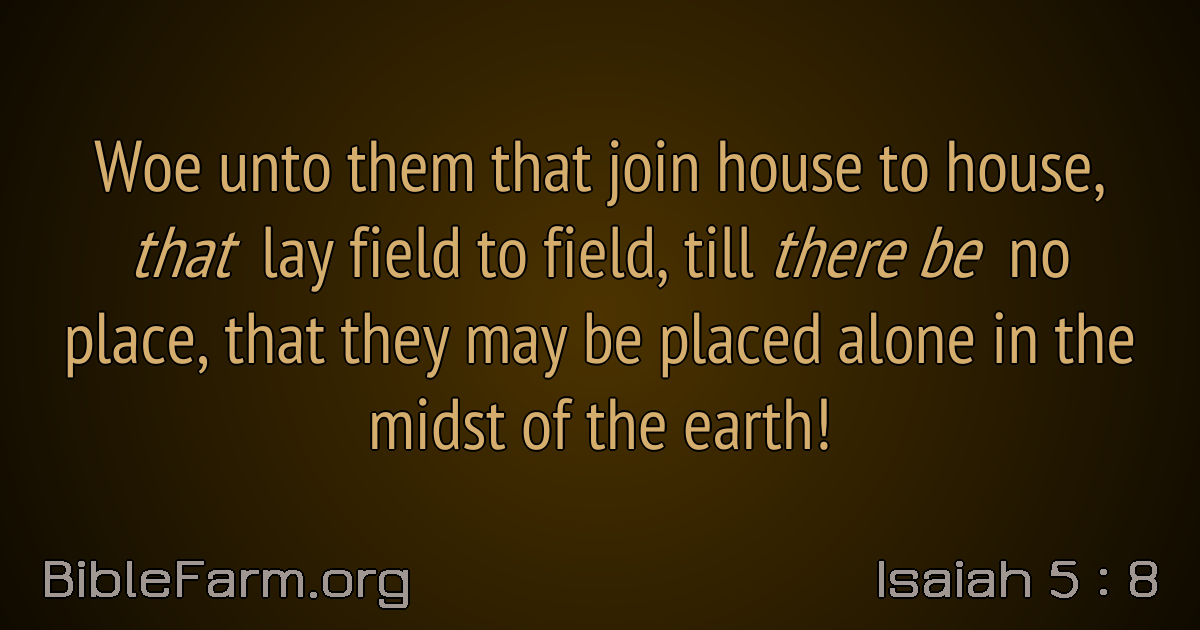 Woe unto them that join house to house,
that lay field to field, till there be no
place, that they may be placed alone in the
midst of the earth!
BibleFarm.org
Isaiah 5 : 8